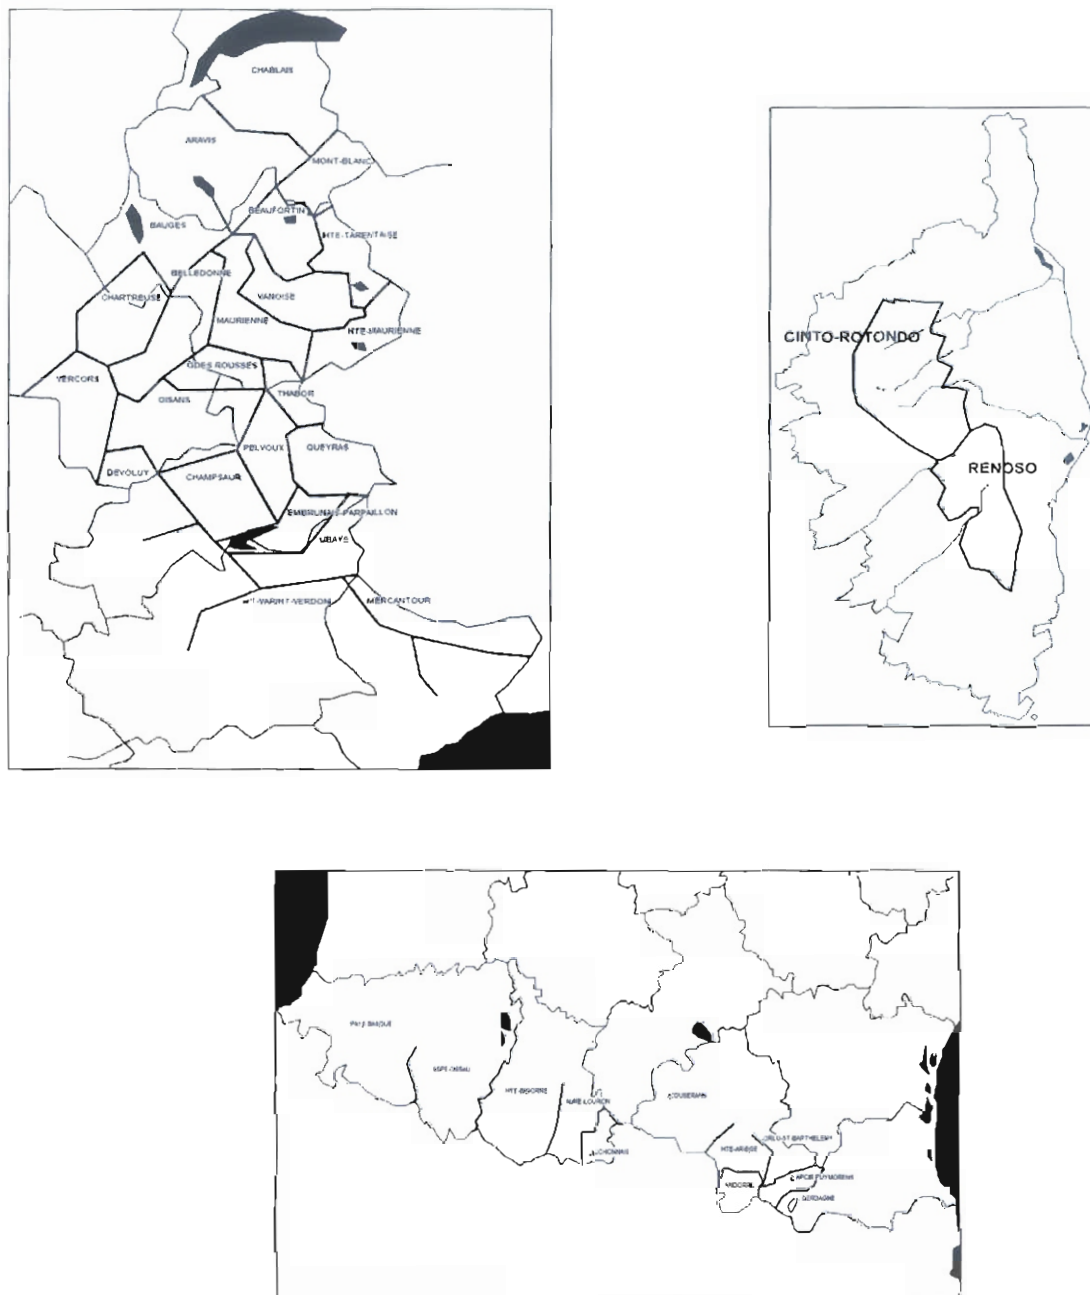 CHABLAIS
ARAVIS
MONT-BLANC
BEAUFORTIN
BAUGES
HTE-TARENTAISE
BELLEDONNE
CHARTREUSE
VANOISE
MAURIENNE
HTE-MAURIENNE
GDES ROUSSES
VERCORS
THABOR
OISANS
PELVOUX
QUEYRAS
DEVOLUY
CHAMPSAUR
EMBRUNAIS-PARPAILLON
UBAYE
MERCANTOUR
CINTO-ROTONDO
RENOSO
PAYS-BASQUE
ASPE-OSSAU
HTE-BIGORRE
AURE-LOURON
LUCHONNAIS
COUSERANS
ORLU-ST BARTHELEMY
HTE-ARIEGE
ANDORRE
CERDAGNE